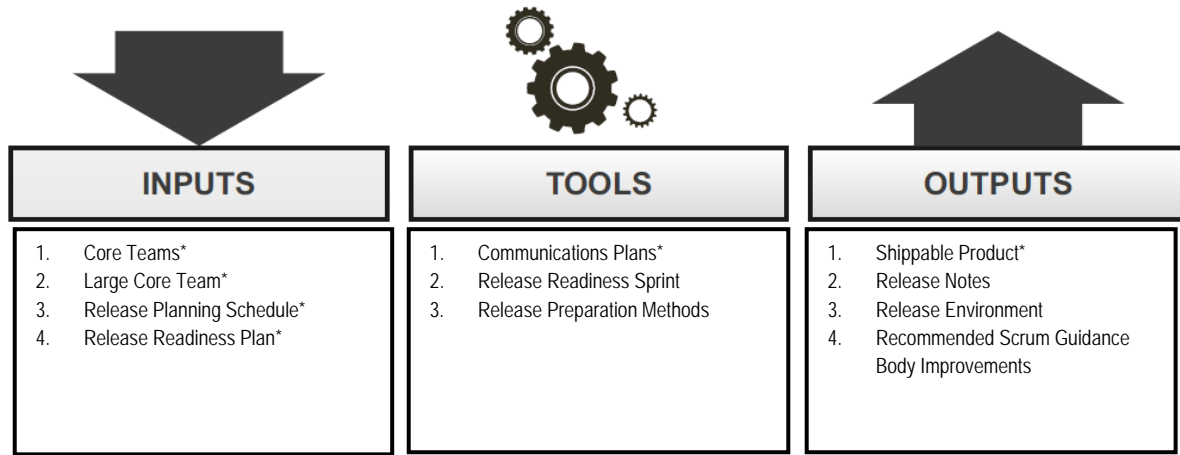 INPUTS
1. Core Teams*
2. Large Core Team*
3. Release Planning Schedule*
4. Release Readiness Plan*
TOOLS
1. Communications Plans*
2. Release Readiness Sprint
3. Release Preparation Methods
OUTPUTS
1. Shippable Product*
2. Release Notes
3. Release Environment
4. Recommended Scrum Guidance
Body Improvements